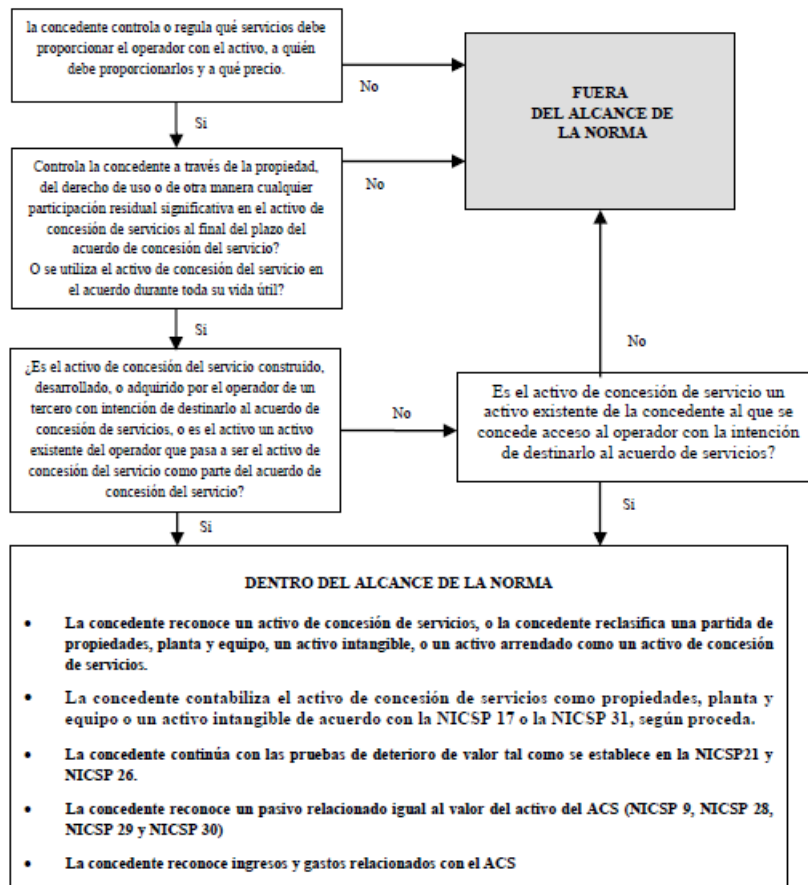 la concedente controla o regula qué servicios debe
proporcionar el operador con el activo, a quién
debe proporcionarlos y a qué precio.
No
FUERA
DEL ALCANCE DE
LA NORMA
Si
Controla la concedente a través de la propiedad,
del derecho de uso o de otra manera cualquier
participación residual significativa en el activo de
concesión de servicios al final del plazo del
acuerdo de concesión del servicio?
O se utiliza el activo de concesión del servicio en
el acuerdo durante toda su vida útil?
No
Si
No
¿Es el activo de concesión del servicio construido,
desarrollado, o adquirido por el operador de un
tercero con intención de destinarlo al acuerdo de
concesión de servicios, o es el activo un activo
existente del operador que pasa a ser el activo de
concesión del servicio como parte del acuerdo de
concesión del servicio?
No
Es el activo de concesión de servicio un
activo existente de la concedente al que se
concede acceso al operador con la intención
de destinarlo al acuerdo de servicios?
Si
Si
DENTRO DEL ALCANCE DE LA NORMA
• La concedente reconoce un activo de concesión de servicios, o la concedente reclasifica una partida de
propiedades, planta y equipo, un activo intangible, o un activo arrendado como un activo de concesión
de servicios.
• La concedente contabiliza el activo de concesión de servicios como propiedades, planta y
equipo o un activo intangible de acuerdo con la NICSP 17 o la NICSP 31, según proceda.
• La concedente continúa con las pruebas de deterioro de valor tal como se establece en la NICSP21 y
NICSP 26.
• La concedente reconoce un pasivo relacionado igual al valor del activo del ACS (NICSP 9, NICSP 28,
NICSP 29 y NICSP 30)
• La concedente reconoce ingresos y gastos relacionados con el ACS